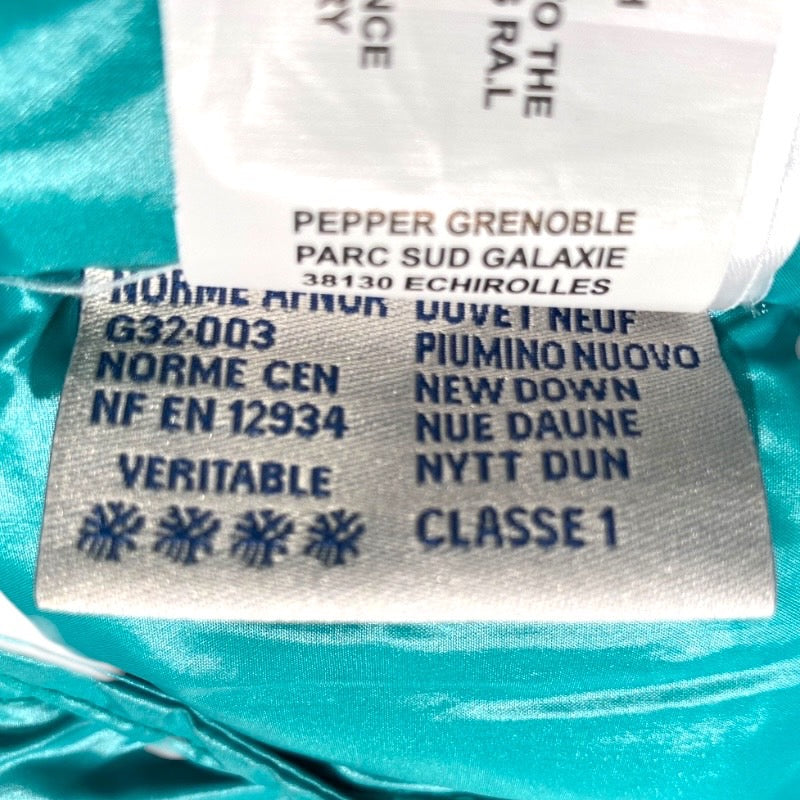 TO THE
RA.L
NCE
RY
PEPPER GRENOBLE
PARC SUD GALAXIE
38130 ECHIROLLES
NORME AFNOR
G32-003
NORME CEN
NF EN 12934
VERITABLE
DUVET NEUF
PIUMINO NUOVO
NEW DOWN
NUE DAUNE
NYTT DUN
CLASSE 1